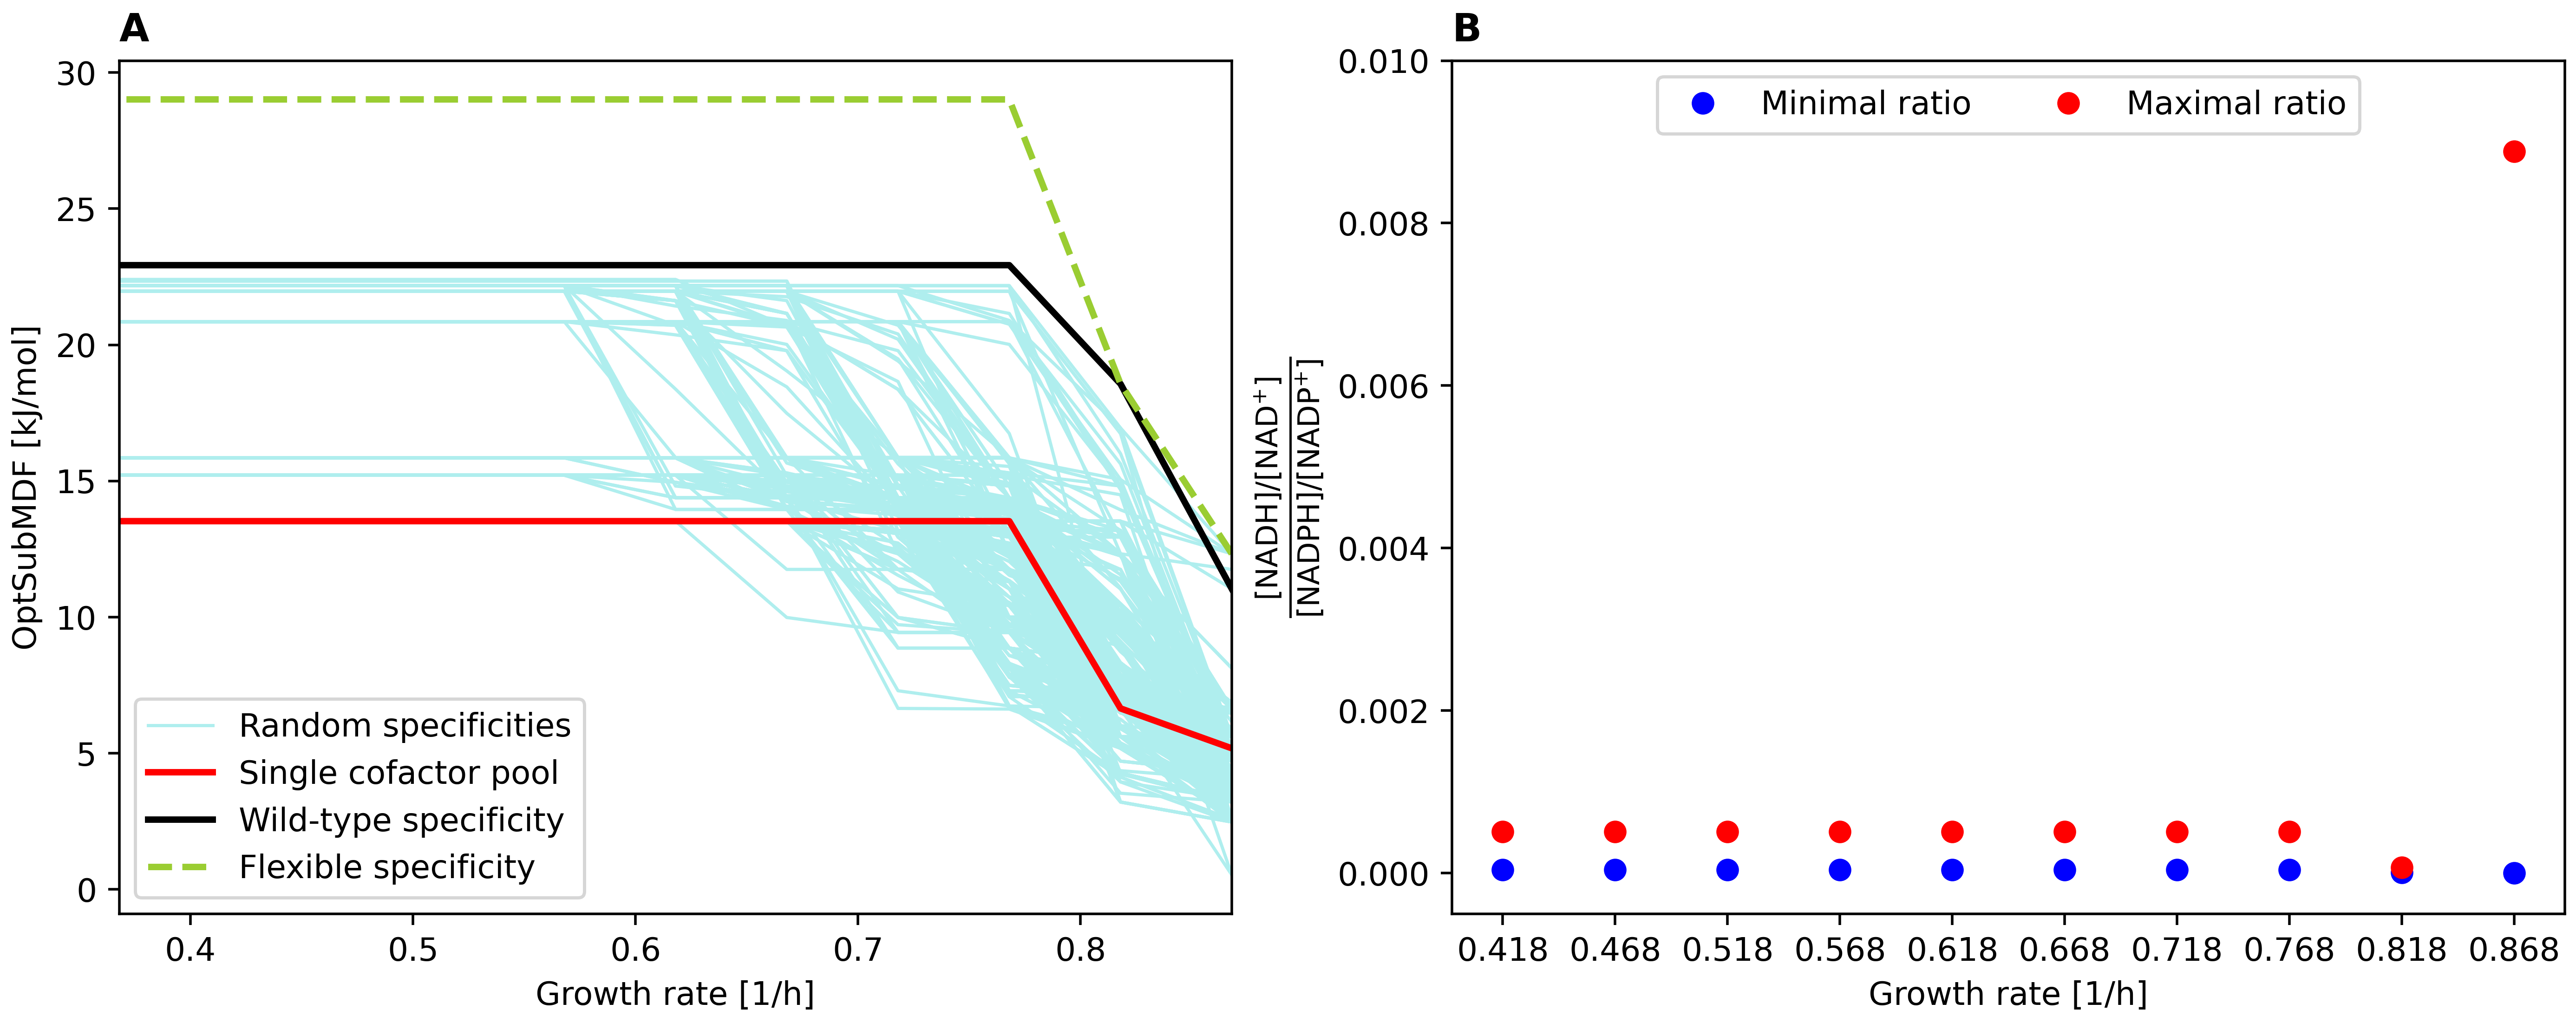 A
30
25
20
15
10
5
0
OptSubMDF [kJ/mol]
Random specificities
Single cofactor pool
Wild-type specificity
Flexible specificity
0.4 0.5 0.6 0.7 0.8
Growth rate [1/h]
B
0.010
0.008
0.006
0.004
0.002
0.000
[NADH]/[NAD⁺]
[NADPH]/[NADP⁺]
Minimal ratio Maximal ratio
0.418 0.468 0.518 0.568 0.618 0.668 0.718 0.768 0.818 0.868
Growth rate [1/h]